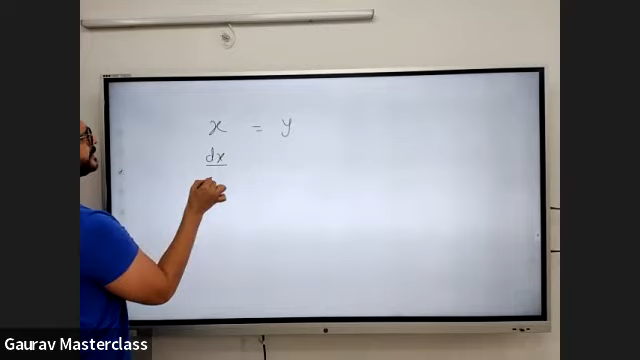 x = y
dx
Gaurav Masterclass